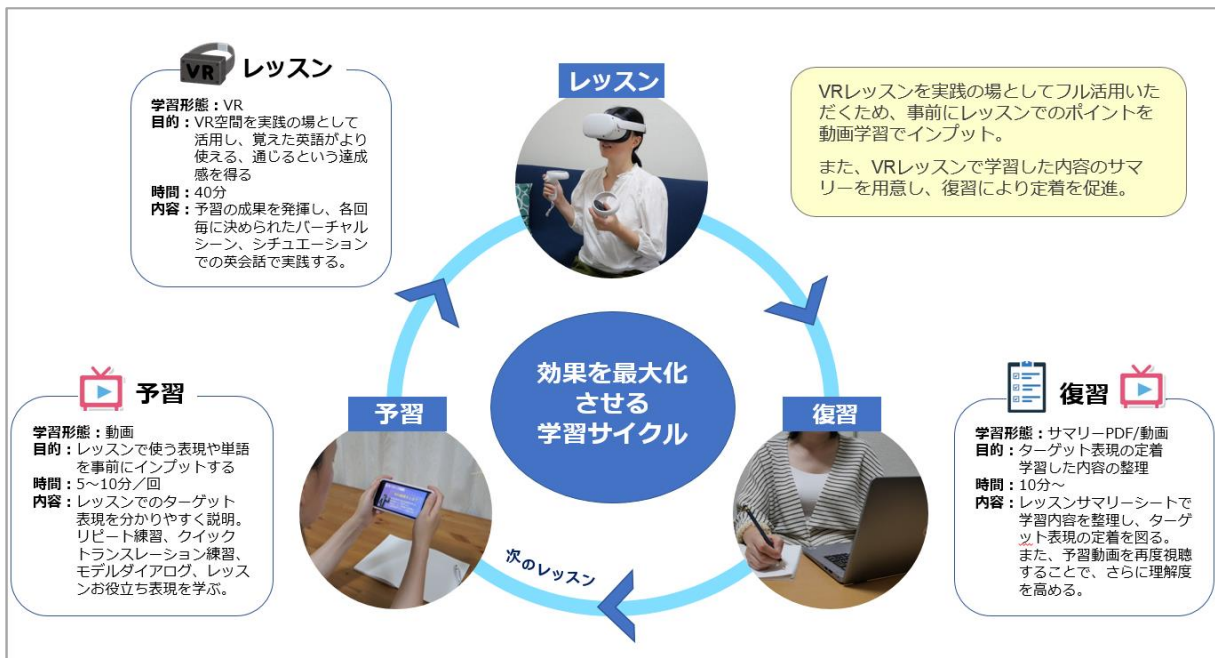 VR レッスン
学習形態：VR
目的：VR空間を実践の場として
活用し、覚えた英語がより
使える、通じるという達成
感を得る
時間：40分
内容：予習の成果を発揮し、各回
毎に決められたバーチャル
シーン、シチュエーション
での英会話で実践する。
レッスン
VRレッスンを実践の場としてフル活用いた
だくため、事前にレッスンでのポイントを
動画学習でインプット。
また、VRレッスンで学習した内容のサマ
リーを用意し、復習により定着を促進。
効果を最大化
させる
学習サイクル
予習
学習形態：動画
目的：レッスンで使う表現や単語
を事前にインプットする
時間：5～10分／回
内容：レッスンでのターゲット
表現を分かりやすく説明。
リピート練習、クイック
トランスレーション練習、
モデルダイアログ、レッス
ンお役立ち表現を学ぶ。
予習
復習
復習
学習形態：サマリーPDF/動画
目的：ターゲット表現の定着
学習した内容の整理
時間：10分～
内容：レッスンサマリーシートで
学習内容を整理し、ターゲ
ット表現の定着を図る。
また、予習動画を再度視聴
することで、さらに理解度
を高める。
次のレッスン